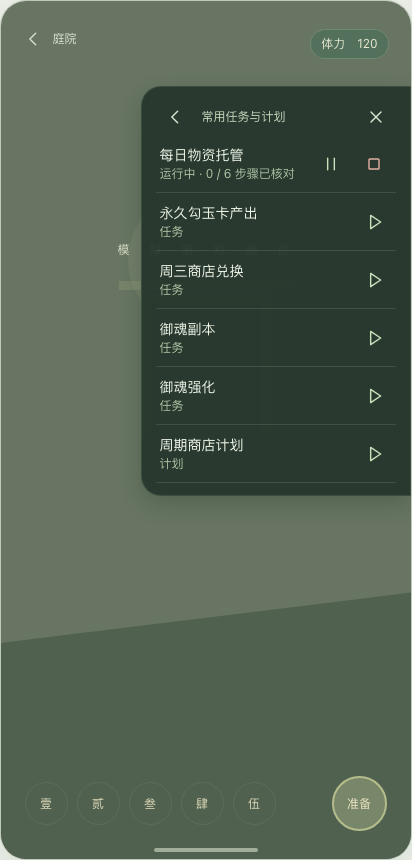 庭院
体力 120
常用任务与计划
每日物资托管
运行中 · 0 / 6 步骤已核对
永久勾玉卡产出
任务
模
周三商店兑换
任务
御魂副本
任务
御魂强化
任务
周期商店计划
计划
壹 贰 叁 肆 伍 准备